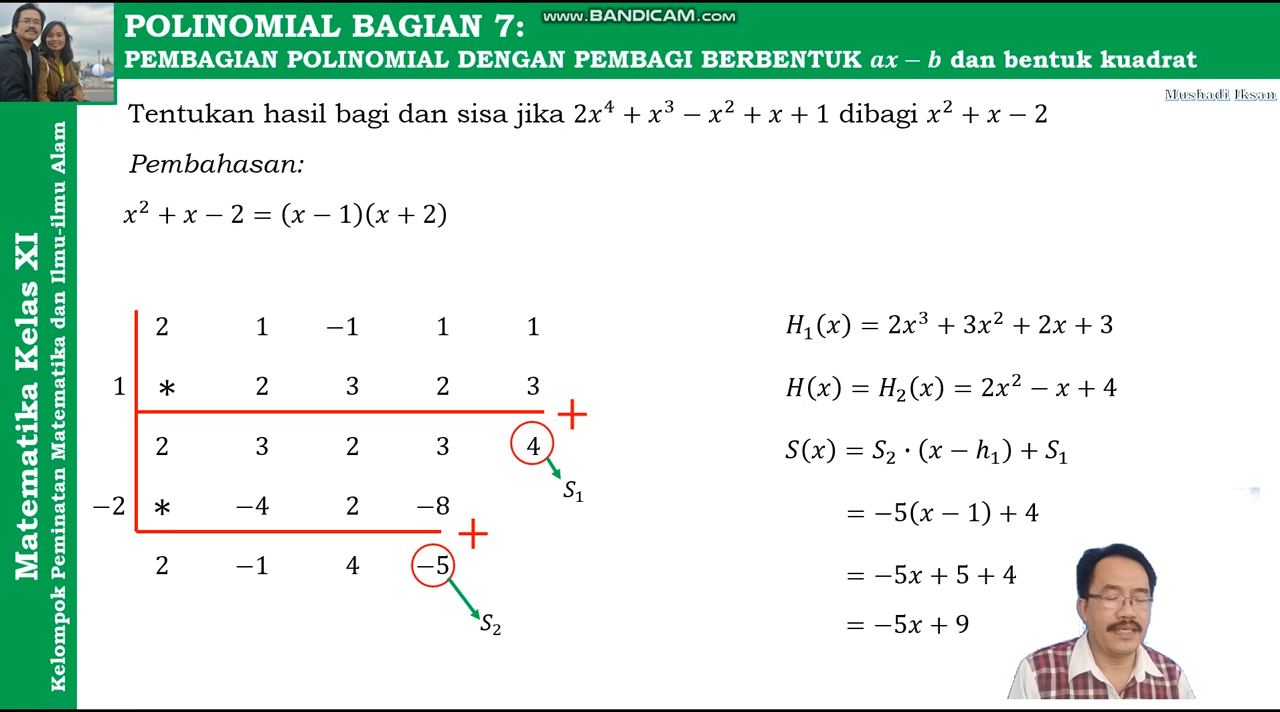 www.BANDICAM.com
POLINOMIAL BAGIAN 7:
PEMBAGIAN POLINOMIAL DENGAN PEMBAGI BERBENTUK ax − b dan bentuk kuadrat
Mushadi Iksan
Matematika Kelas XI
Kelompok Peminatan Matematika dan Ilmu-ilmu Alam
Tentukan hasil bagi dan sisa jika 2x⁴ + x³ − x² + x + 1 dibagi x² + x − 2
Pembahasan:
x² + x − 2 = (x − 1)(x + 2)
2 1 −1 1 1
1 * 2 3 2 3 +
2 3 2 3 4
S₁
−2 * −4 2 −8 +
2 −1 4 −5
S₂
H₁(x) = 2x³ + 3x² + 2x + 3
H(x) = H₂(x) = 2x² − x + 4
S(x) = S₂ · (x − h₁) + S₁
= −5(x − 1) + 4
= −5x + 5 + 4
= −5x + 9